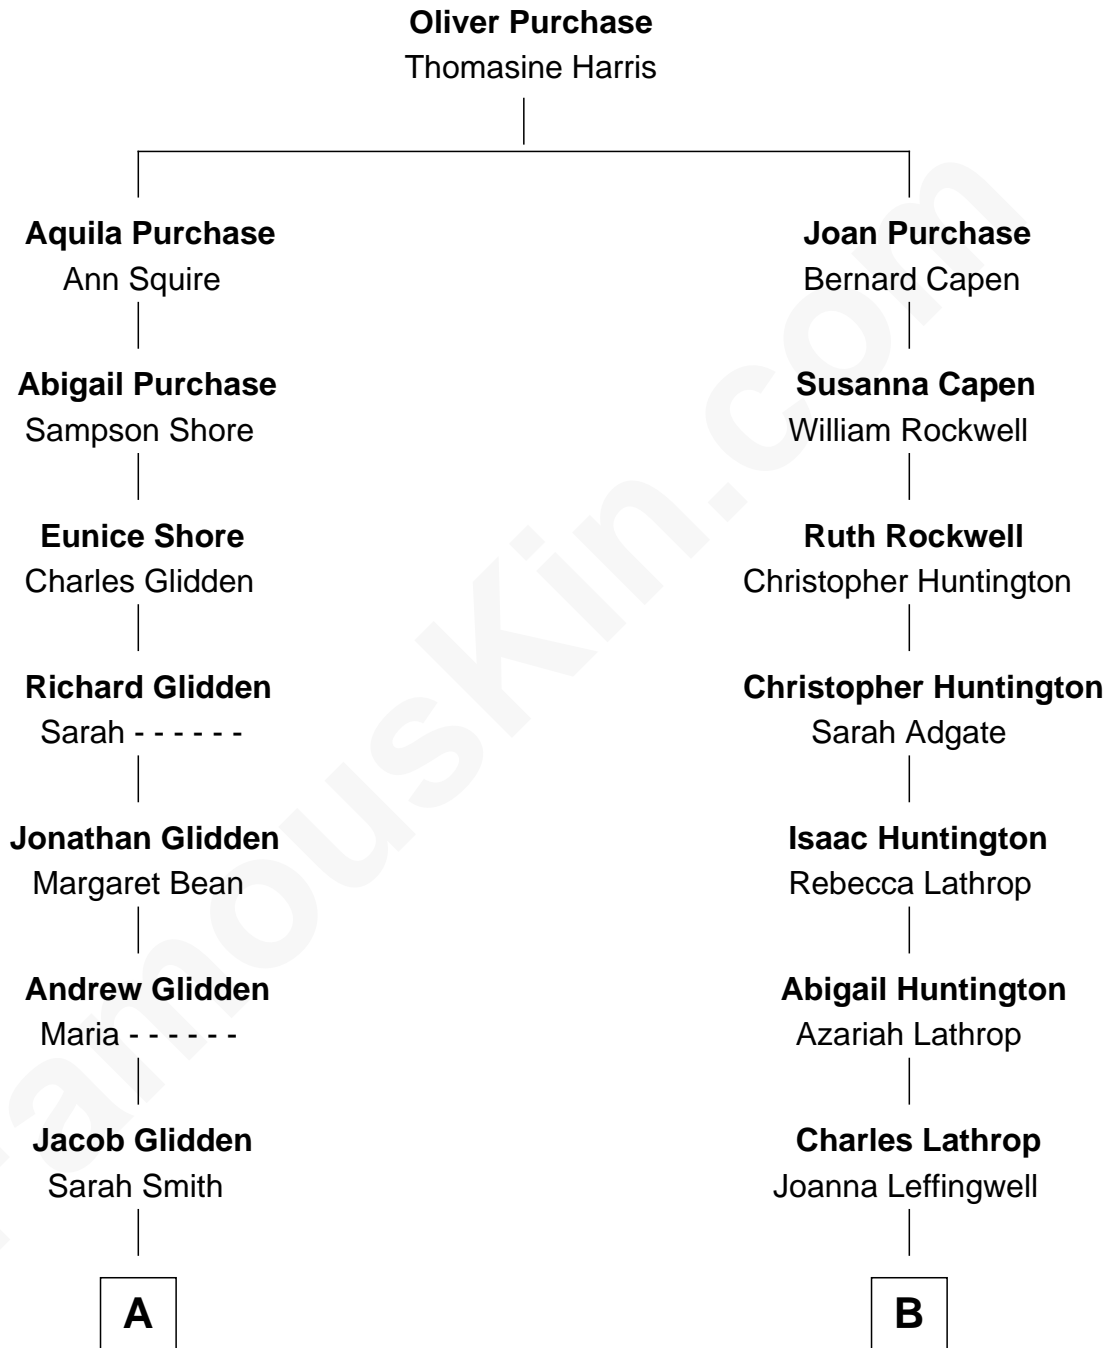 Oliver Purchase
Thomasine Harris
Aquila Purchase
Ann Squire
Joan Purchase
Bernard Capen
Abigail Purchase
Sampson Shore
Susanna Capen
William Rockwell
Eunice Shore
Charles Glidden
Ruth Rockwell
Christopher Huntington
Richard Glidden
Sarah - - - - - -
Christopher Huntington
Sarah Adgate
Jonathan Glidden
Margaret Bean
Isaac Huntington
Rebecca Lathrop
Andrew Glidden
Maria - - - - - -
Abigail Huntington
Azariah Lathrop
Jacob Glidden
Sarah Smith
Charles Lathrop
Joanna Leffingwell
A
B
FamousKin.com